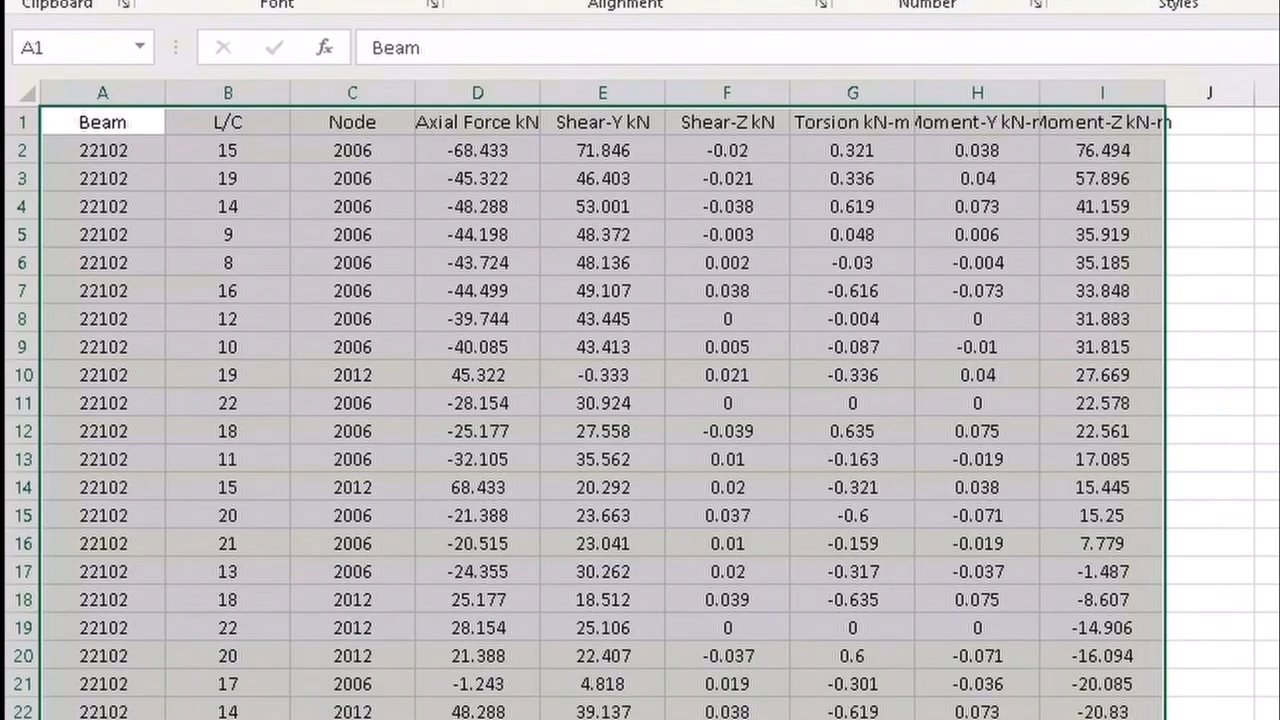 Clipboard Font Alignment Number Styles
A1 fx Beam
A B C D E F G H I J
1 Beam L/C Node Axial Force kN Shear-Y kN Shear-Z kN Torsion kN-m Moment-Y kN-m Moment-Z kN-m
2 22102 15 2006 -68.433 71.846 -0.02 0.321 0.038 76.494
3 22102 19 2006 -45.322 46.403 -0.021 0.336 0.04 57.896
4 22102 14 2006 -48.288 53.001 -0.038 0.619 0.073 41.159
5 22102 9 2006 -44.198 48.372 -0.003 0.048 0.006 35.919
6 22102 8 2006 -43.724 48.136 0.002 -0.03 -0.004 35.185
7 22102 16 2006 -44.499 49.107 0.038 -0.616 -0.073 33.848
8 22102 12 2006 -39.744 43.445 0 -0.004 0 31.883
9 22102 10 2006 -40.085 43.413 0.005 -0.087 -0.01 31.815
10 22102 19 2012 45.322 -0.333 0.021 -0.336 0.04 27.669
11 22102 22 2006 -28.154 30.924 0 0 0 22.578
12 22102 18 2006 -25.177 27.558 -0.039 0.635 0.075 22.561
13 22102 11 2006 -32.105 35.562 0.01 -0.163 -0.019 17.085
14 22102 15 2012 68.433 20.292 0.02 -0.321 0.038 15.445
15 22102 20 2006 -21.388 23.663 0.037 -0.6 -0.071 15.25
16 22102 21 2006 -20.515 23.041 0.01 -0.159 -0.019 7.779
17 22102 13 2006 -24.355 30.262 0.02 -0.317 -0.037 -1.487
18 22102 18 2012 25.177 18.512 0.039 -0.635 0.075 -8.607
19 22102 22 2012 28.154 25.106 0 0 0 -14.906
20 22102 20 2012 21.388 22.407 -0.037 0.6 -0.071 -16.094
21 22102 17 2006 -1.243 4.818 0.019 -0.301 -0.036 -20.085
22 22102 14 2012 48.288 39.137 0.038 -0.619 0.073 -20.83